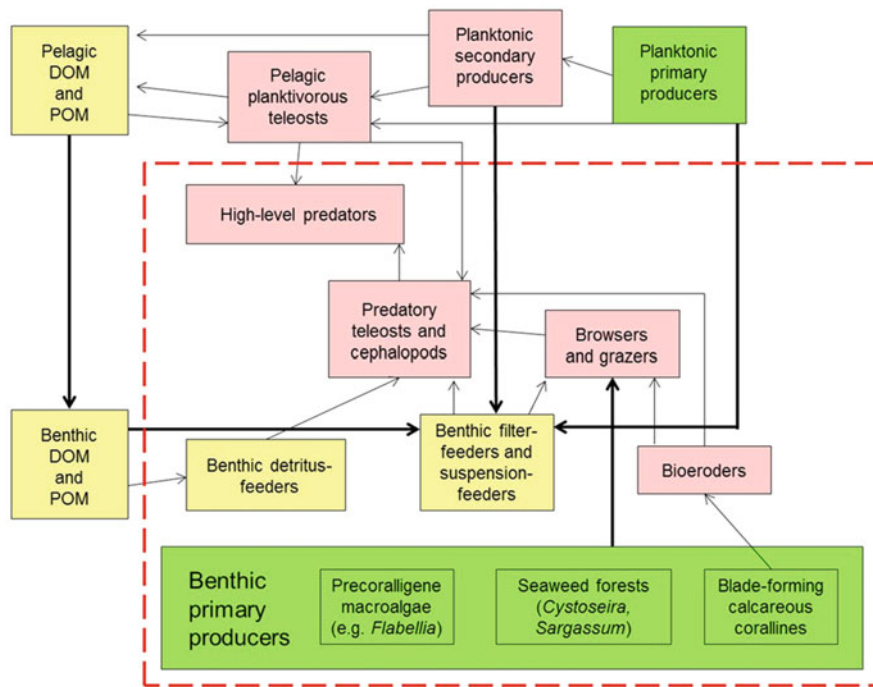 Pelagic
DOM
and
POM
Pelagic
planktivorous
teleosts
Planktonic
secondary
producers
Planktonic
primary
producers
High-level predators
Predatory
teleosts and
cephalopods
Browsers
and grazers
Benthic
DOM
and
POM
Benthic detritus-
feeders
Benthic filter-
feeders and
suspension-
feeders
Bioeroders
Benthic
primary
producers
Precoralligene
macroalgae
(e.g. Flabellia)
Seaweed forests
(Cystoseira,
Sargassum)
Blade-forming
calcareous
corallines